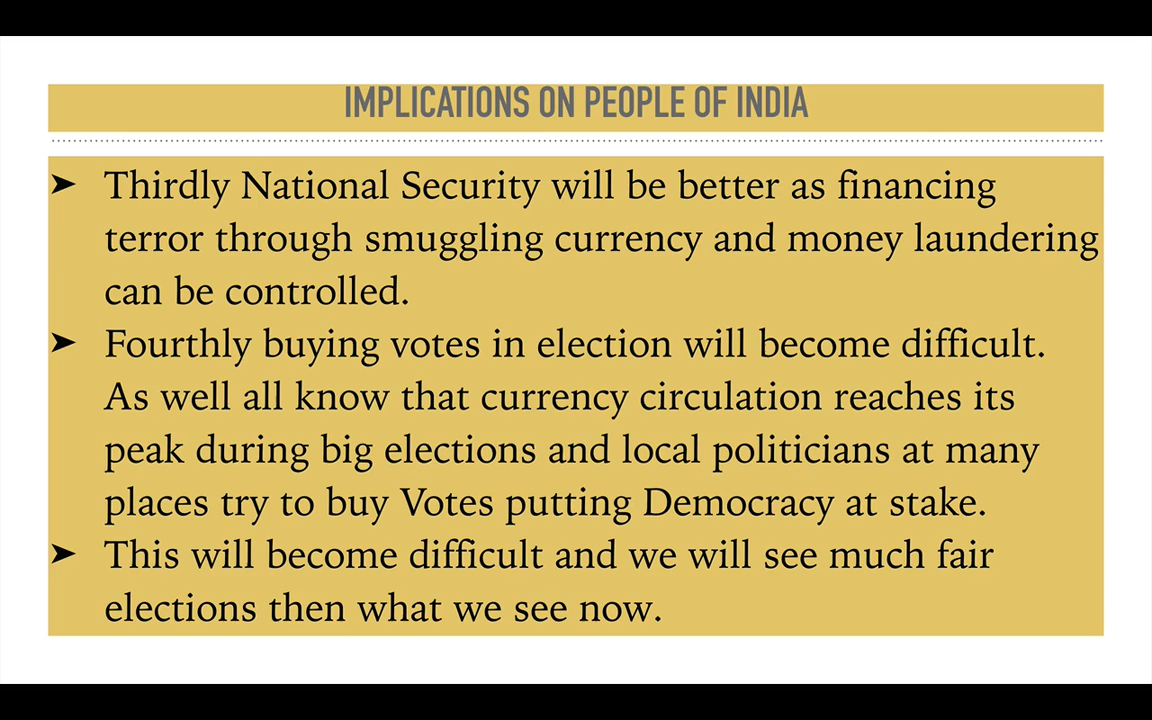 IMPLICATIONS ON PEOPLE OF INDIA
➤ Thirdly National Security will be better as financing
terror through smuggling currency and money laundering
can be controlled.
➤ Fourthly buying votes in election will become difficult.
As well all know that currency circulation reaches its
peak during big elections and local politicians at many
places try to buy Votes putting Democracy at stake.
➤ This will become difficult and we will see much fair
elections then what we see now.